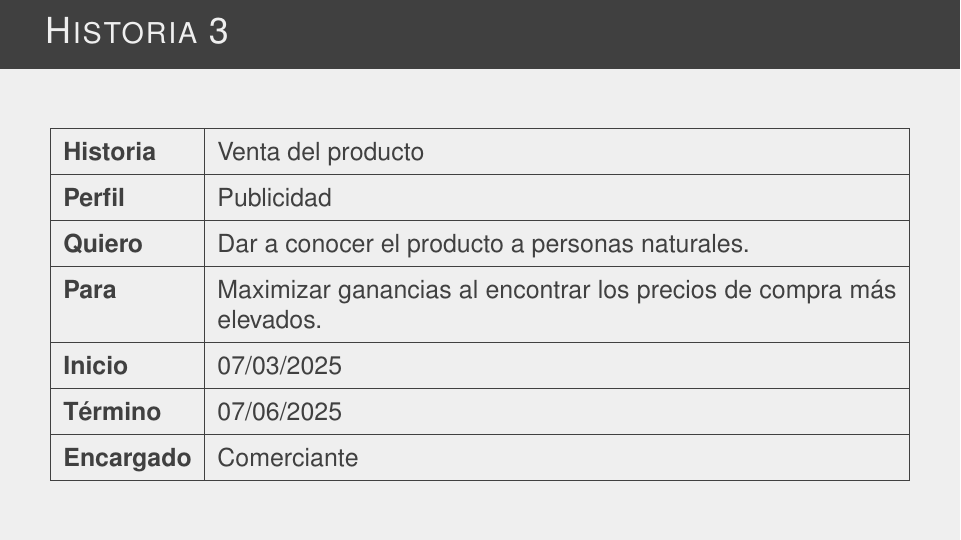 HISTORIA 3
Historia Venta del producto
Perfil Publicidad
Quiero Dar a conocer el producto a personas naturales.
Para Maximizar ganancias al encontrar los precios de compra más
elevados.
Inicio 07/03/2025
Término 07/06/2025
Encargado Comerciante